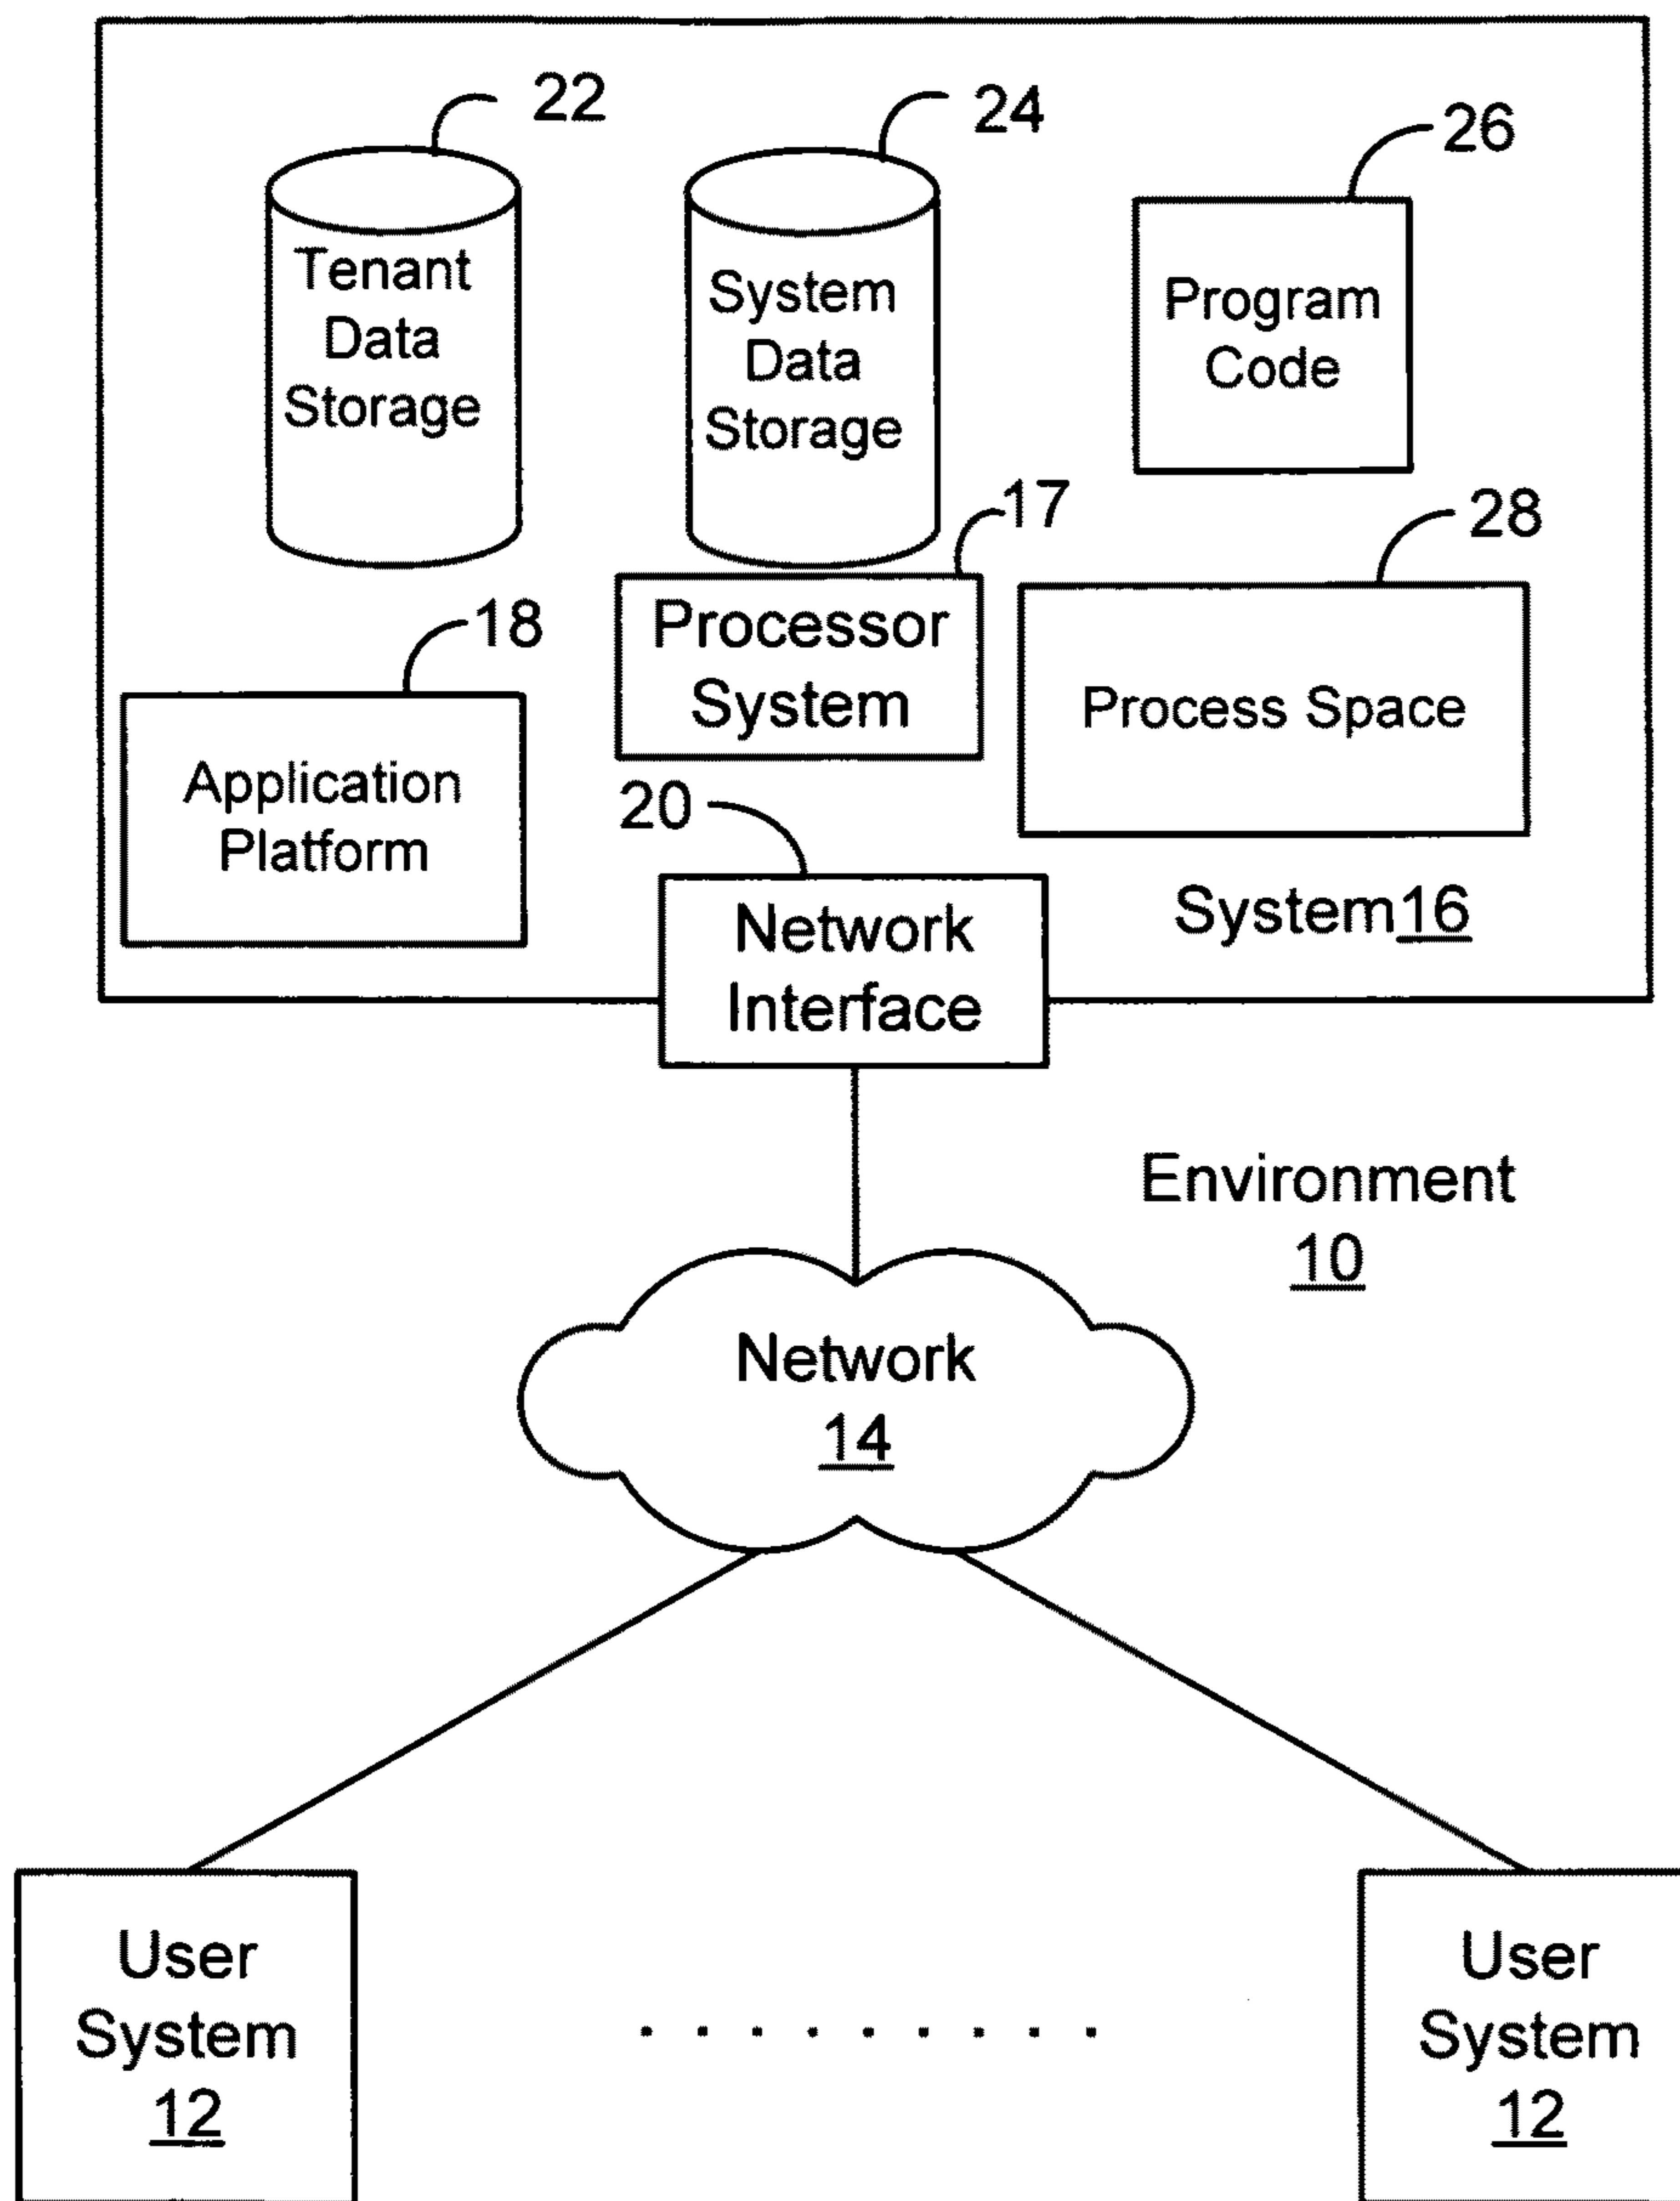 22
24
26
Tenant
Data
Storage
System
Data
Storage
Program
Code
17
28
18
Processor
System
Process Space
Application
Platform
20
Network
Interface
System16
Environment
10
Network
14
User
System
12
User
System
12